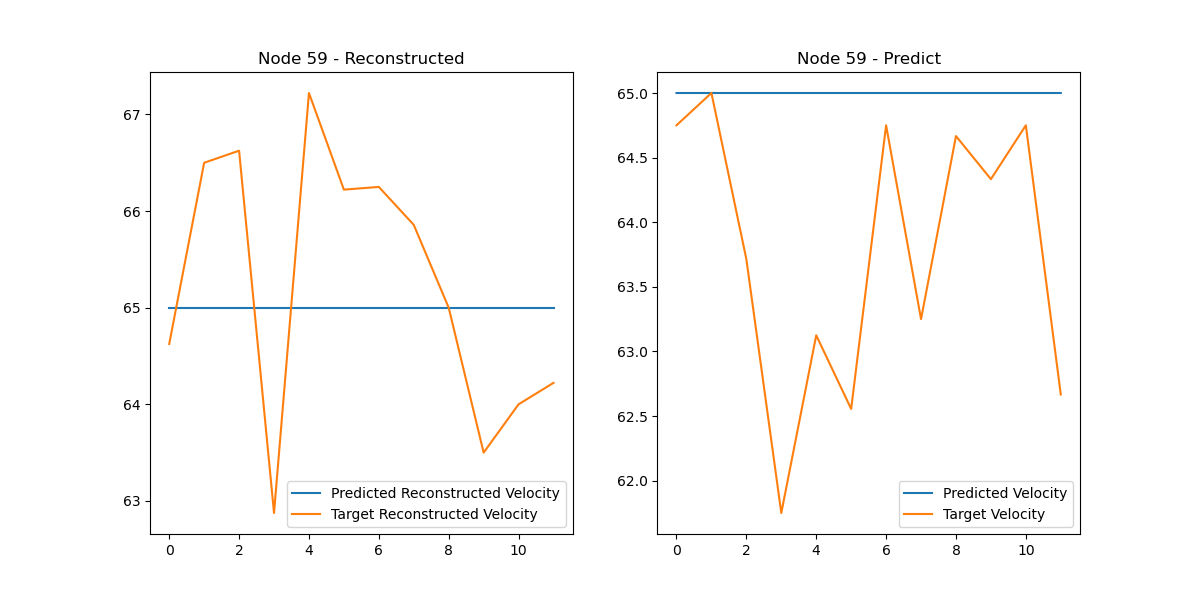 Node 59 - Reconstructed
67
66
65
64
63
0 2 4 6 8 10
Predicted Reconstructed Velocity
Target Reconstructed Velocity
Node 59 - Predict
65.0
64.5
64.0
63.5
63.0
62.5
62.0
0 2 4 6 8 10
Predicted Velocity
Target Velocity